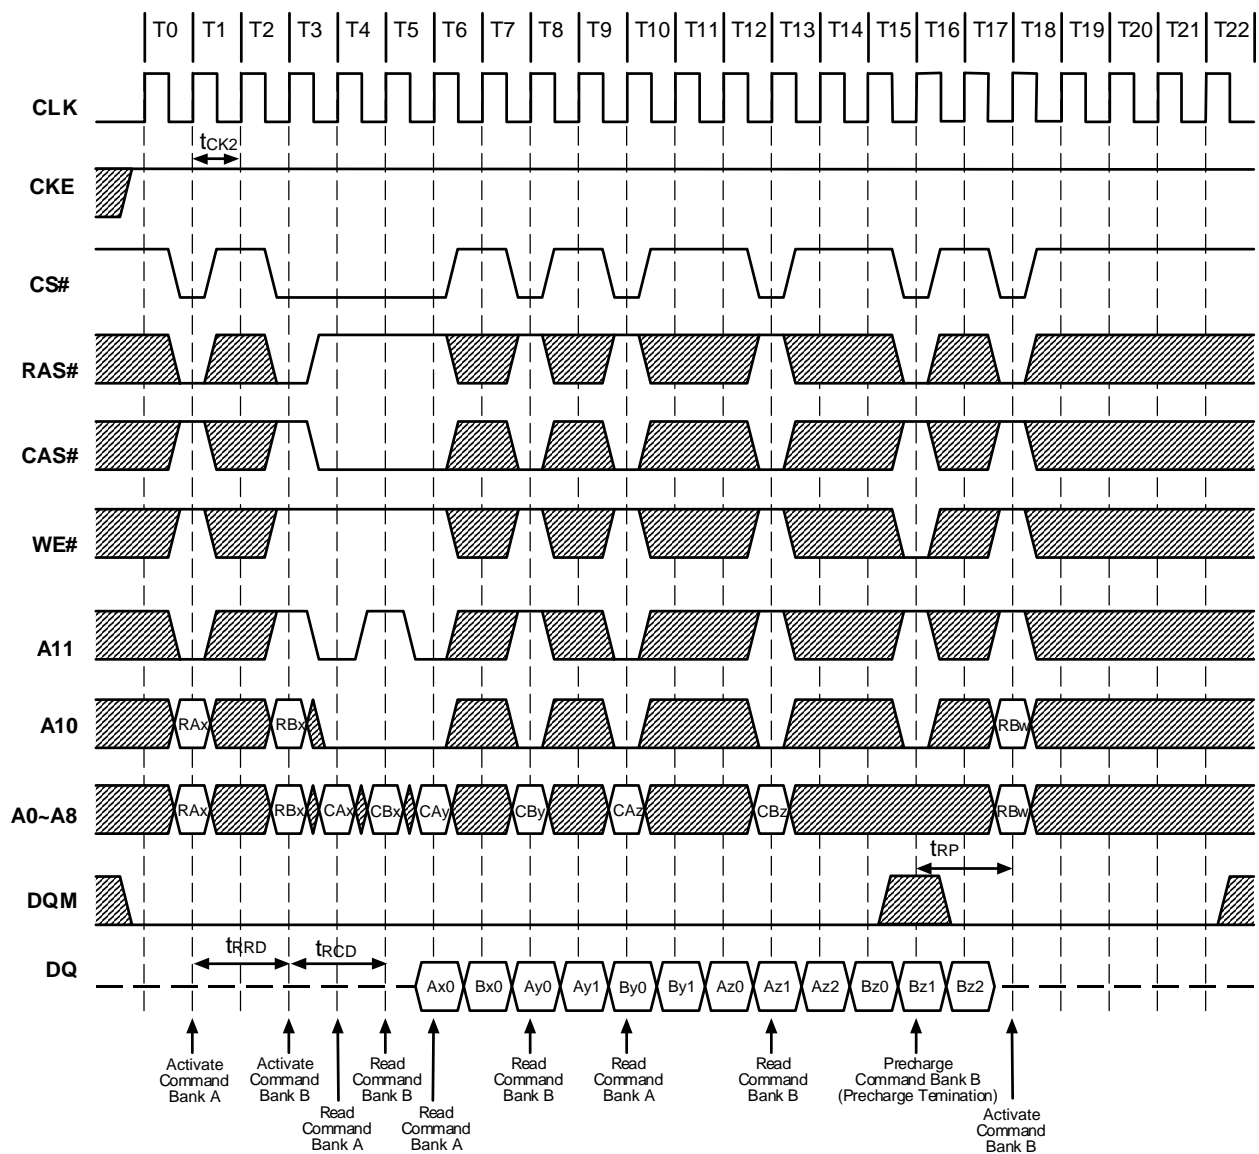 T0 T1 T2 T3 T4 T5 T6 T7 T8 T9 T10 T11 T12 T13 T14 T15 T16 T17 T18 T19 T20 T21 T22
CLK
tCK2
CKE
CS#
RAS#
CAS#
WE#
A11
A10 RAx RBx RBw
A0~A8 RAx RBx CAx CBx CAy CBy CAz CBz RBw
tRP
DQM
tRRD tRCD
DQ
Ax0 Bx0 Ay0 Ay1 By0 By1 Az0 Az1 Az2 Bz0 Bz1 Bz2
Activate
Command
Bank A
Activate
Command
Bank B
Read
Command
Bank A
Read
Command
Bank B
Read
Command
Bank A
Read
Command
Bank B
Read
Command
Bank A
Read
Command
Bank B
Precharge
Command Bank B
(Precharge Temination)
Activate
Command
Bank B